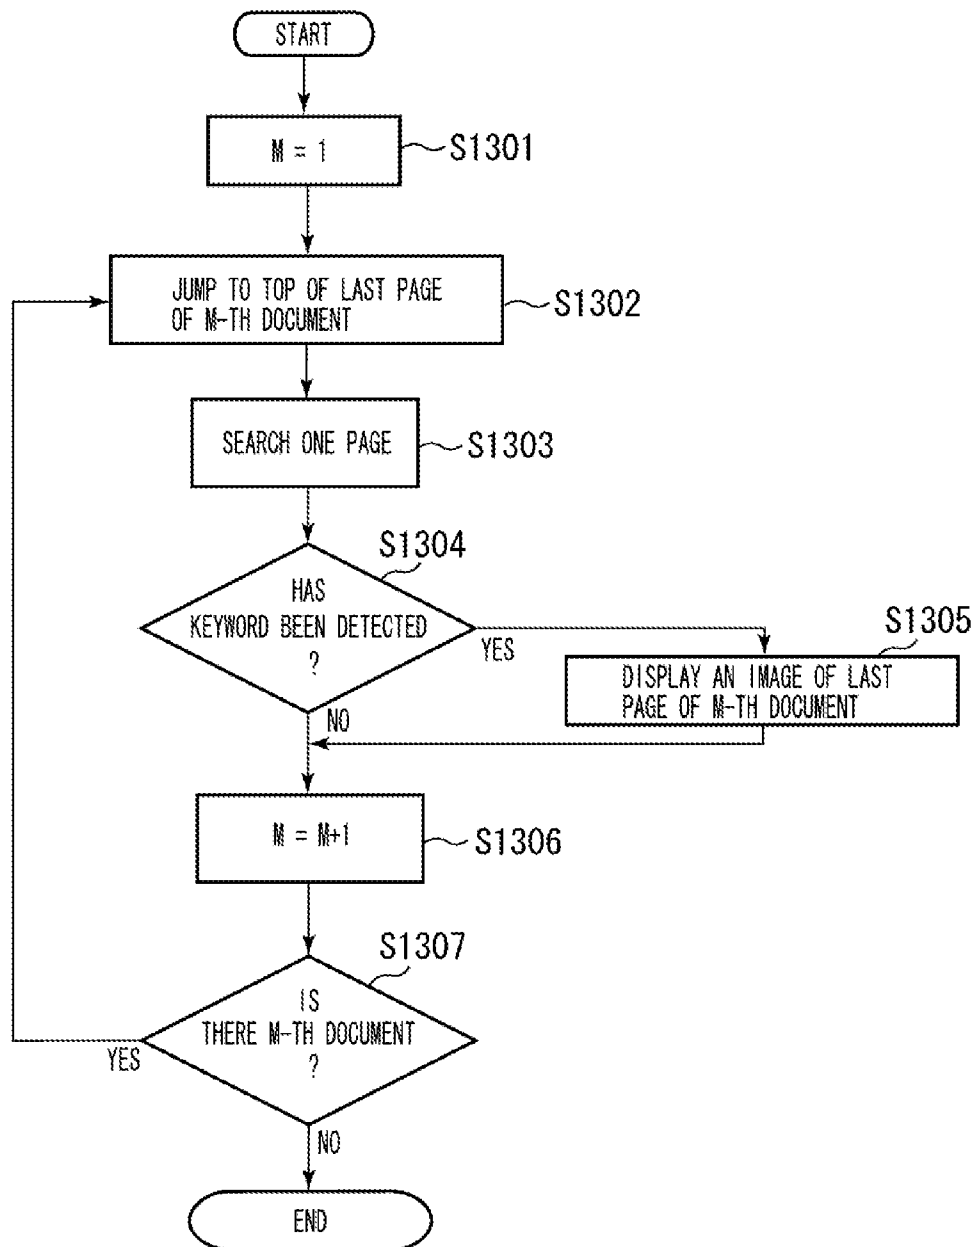 START
M = 1
S1301
JUMP TO TOP OF LAST PAGE
OF M-TH DOCUMENT
S1302
SEARCH ONE PAGE
S1303
S1304
HAS
KEYWORD BEEN DETECTED
?
YES
NO
S1305
DISPLAY AN IMAGE OF LAST
PAGE OF M-TH DOCUMENT
M = M+1
S1306
S1307
IS
THERE M-TH DOCUMENT
?
YES
NO
END